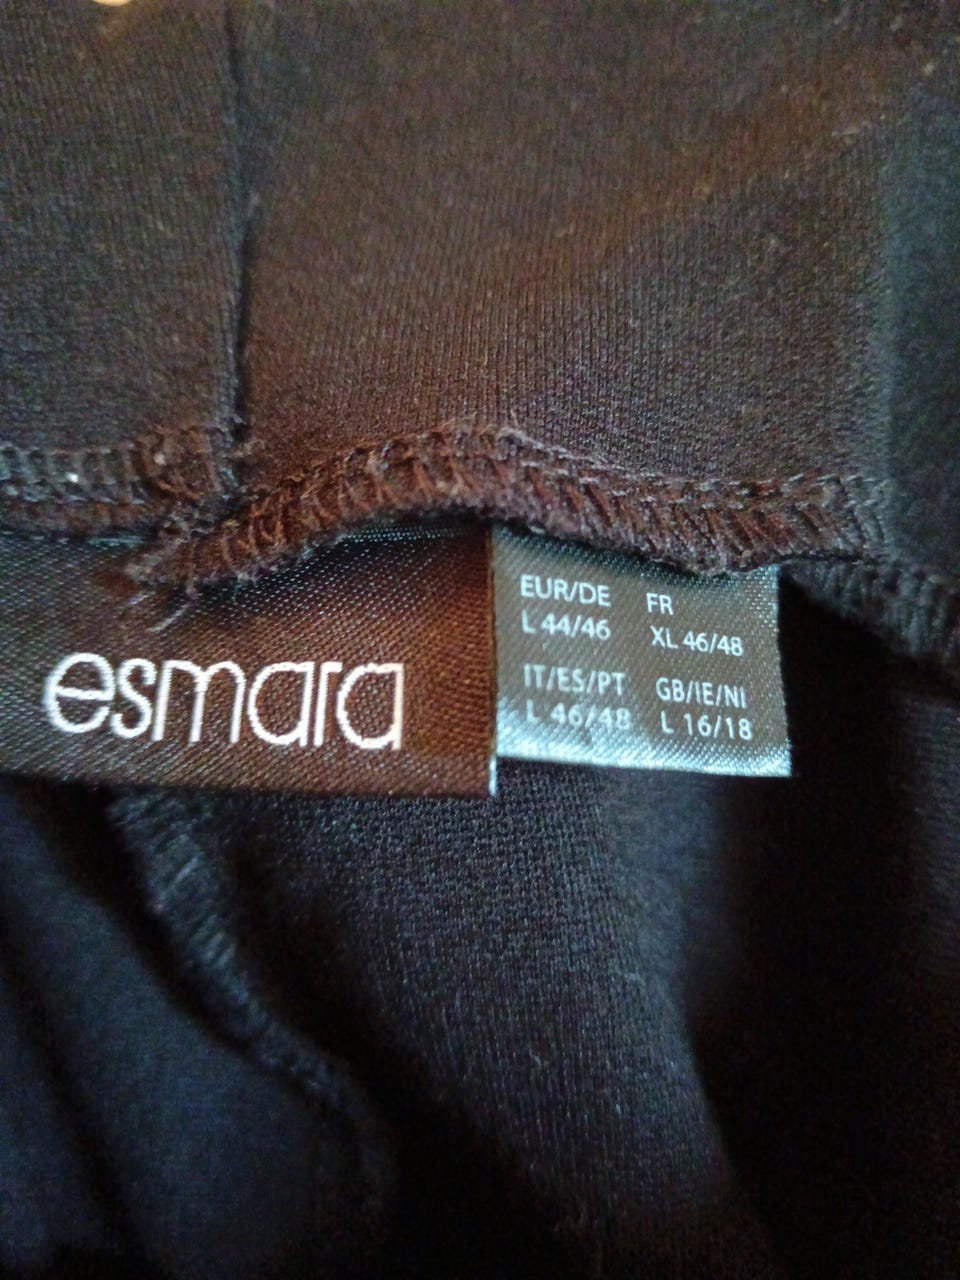 esmara
EUR/DE FR
L 44/46 XL 46/48
IT/ES/PT GB/IE/NI
L 46/48 L 16/18